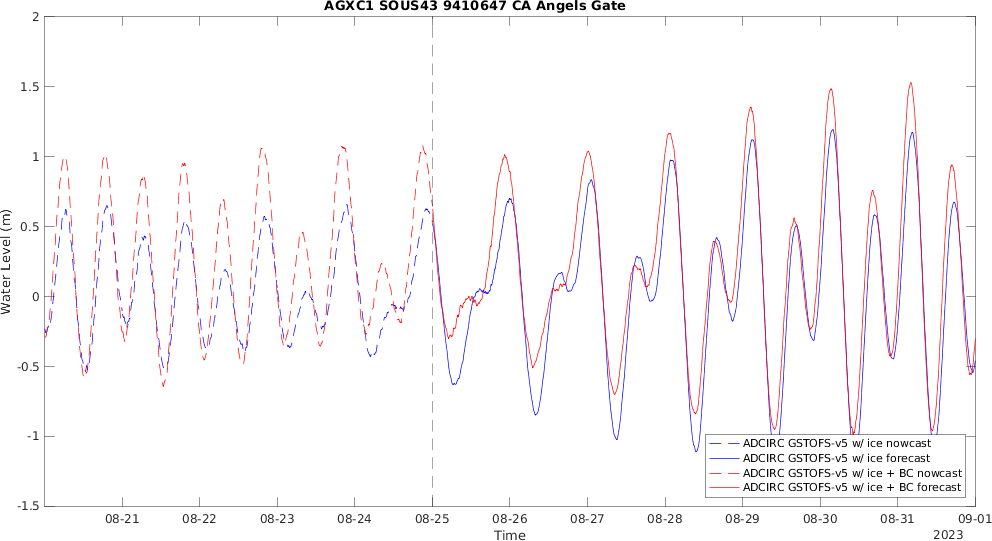 AGXC1 SOUS43 9410647 CA Angels Gate
2
1.5
1
0.5
0
-0.5
-1
-1.5
Water Level (m)
ADCIRC GSTOFS-v5 w/ ice nowcast
ADCIRC GSTOFS-v5 w/ ice forecast
ADCIRC GSTOFS-v5 w/ ice + BC nowcast
ADCIRC GSTOFS-v5 w/ ice + BC forecast
08-21 08-22 08-23 08-24 08-25 08-26 08-27 08-28 08-29 08-30 08-31 09-01
Time
2023